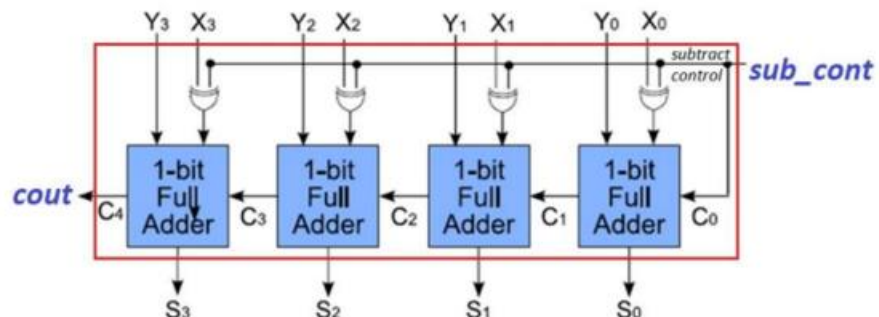 Y3 X3 Y2 X2 Y1 X1 Y0 X0
subtract
control
sub_cont
1-bit
Full
Adder
1-bit
Full
Adder
1-bit
Full
Adder
1-bit
Full
Adder
cout
C4 C3 C2 C1 C0
S3 S2 S1 S0